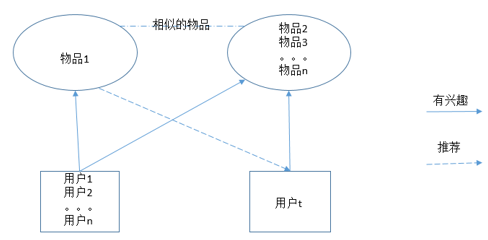 相似的物品
物品1
物品2
物品3
。。。
物品n
有兴趣
推荐
用户1
用户2
。。。
用户n
用户t